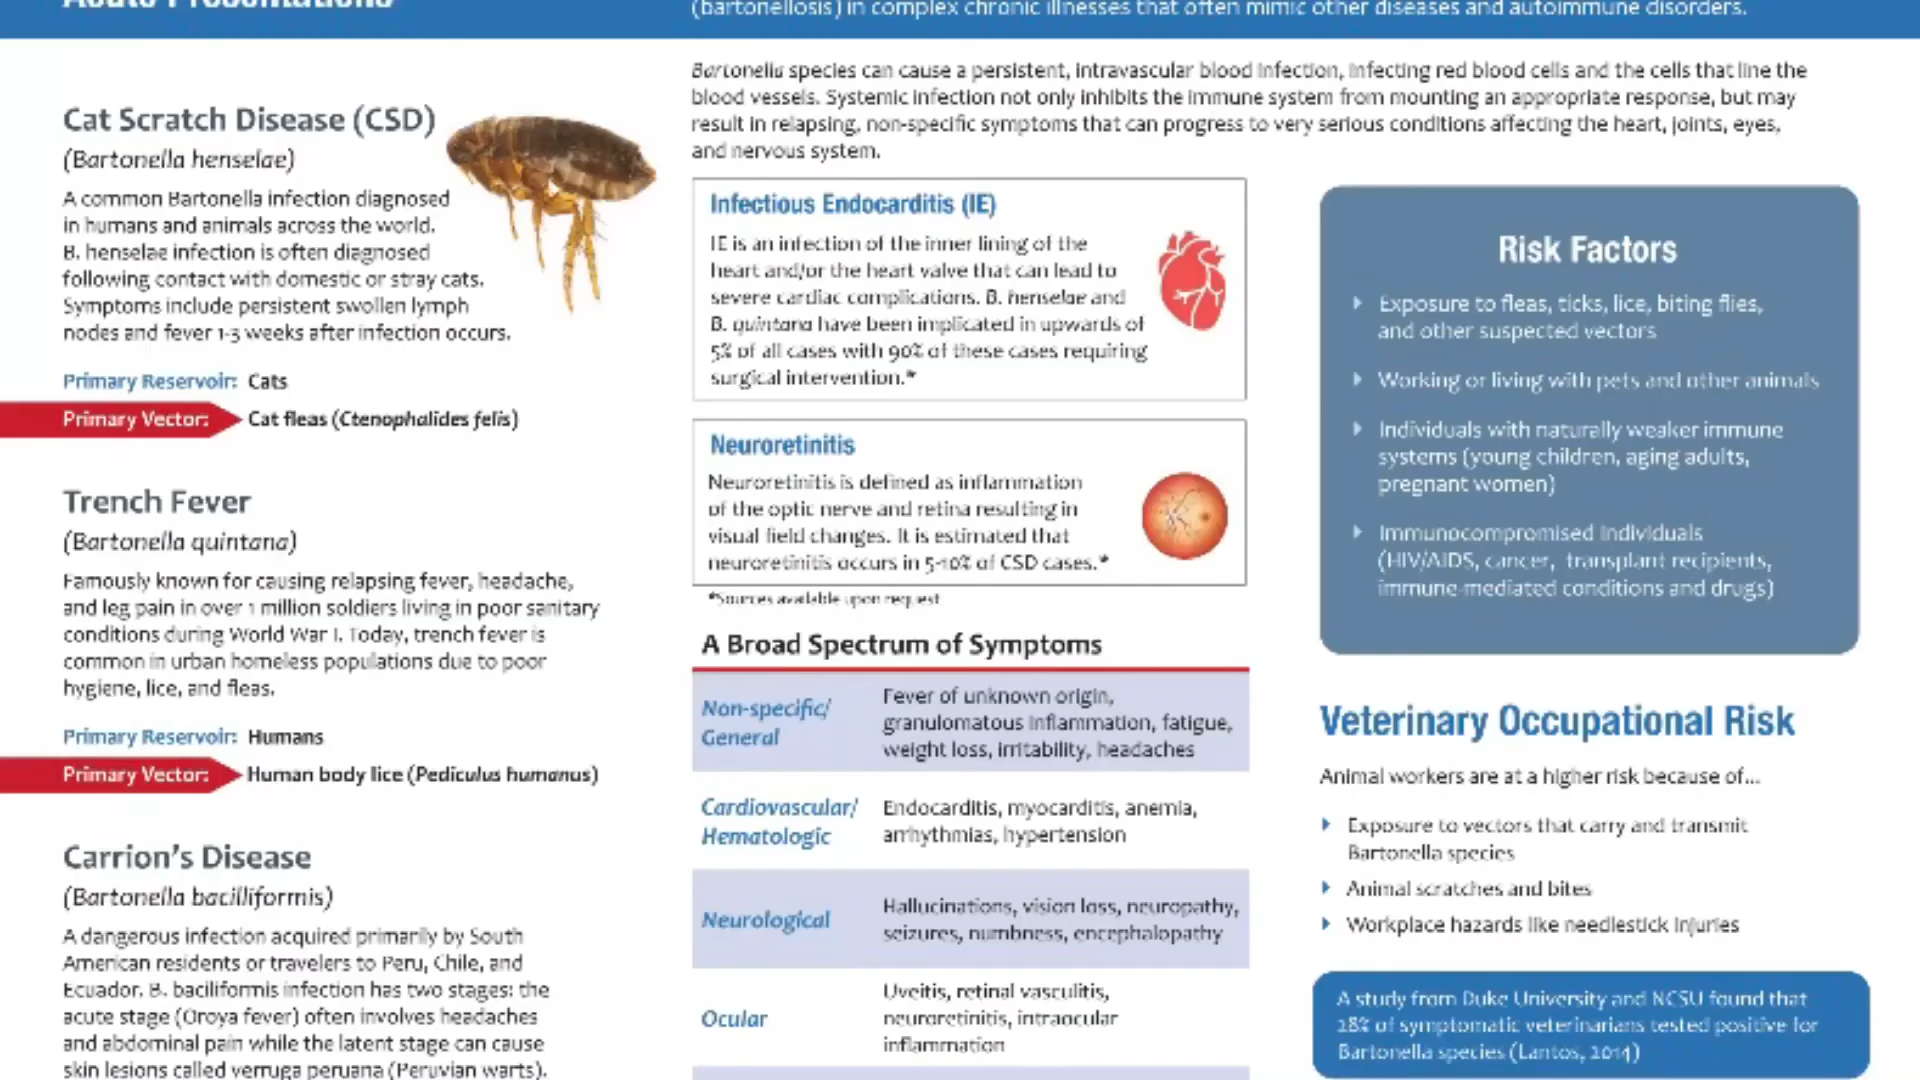 Acute Presentations
(bartonellosis) in complex chronic illnesses that often mimic other diseases and autoimmune disorders.
Cat Scratch Disease (CSD)
(Bartonella henselae)
A common Bartonella infection diagnosed
in humans and animals across the world.
B. henselae infection is often diagnosed
following contact with domestic or stray cats.
Symptoms include persistent swollen lymph
nodes and fever 1-3 weeks after infection occurs.
Primary Reservoir: Cats
Primary Vector: Cat fleas (Ctenophalides felis)
Trench Fever
(Bartonella quintana)
Famously known for causing relapsing fever, headache,
and leg pain in over 1 million soldiers living in poor sanitary
conditions during World War I. Today, trench fever is
common in urban homeless populations due to poor
hygiene, lice, and fleas.
Primary Reservoir: Humans
Primary Vector: Human body lice (Pediculus humanus)
Carrion's Disease
(Bartonella bacilliformis)
A dangerous infection acquired primarily by South
American residents or travelers to Peru, Chile, and
Ecuador. B. baciliformis infection has two stages: the
acute stage (Oroya fever) often involves headaches
and abdominal pain while the latent stage can cause
skin lesions called verruga peruana (Peruvian warts).
Bartonella species can cause a persistent, intravascular blood infection, infecting red blood cells and the cells that line the
blood vessels. Systemic infection not only inhibits the immune system from mounting an appropriate response, but may
result in relapsing, non-specific symptoms that can progress to very serious conditions affecting the heart, joints, eyes,
and nervous system.
Infectious Endocarditis (IE)
IE is an infection of the inner lining of the
heart and/or the heart valve that can lead to
severe cardiac complications. B. henselae and
B. quintana have been implicated in upwards of
5% of all cases with 90% of these cases requiring
surgical intervention.*
Neuroretinitis
Neuroretinitis is defined as inflammation
of the optic nerve and retina resulting in
visual field changes. It is estimated that
neuroretinitis occurs in 5-10% of CSD cases.*
*Sources available upon request
A Broad Spectrum of Symptoms
Non-specific/
General
Fever of unknown origin,
granulomatous inflammation, fatigue,
weight loss, irritability, headaches
Cardiovascular/
Hematologic
Endocarditis, myocarditis, anemia,
arrhythmias, hypertension
Neurological
Hallucinations, vision loss, neuropathy,
seizures, numbness, encephalopathy
Ocular
Uveitis, retinal vasculitis,
neuroretinitis, intraocular
inflammation
Risk Factors
Exposure to fleas, ticks, lice, biting flies,
and other suspected vectors
Working or living with pets and other animals
Individuals with naturally weaker immune
systems (young children, aging adults,
pregnant women)
Immunocompromised individuals
(HIV/AIDS, cancer, transplant recipients,
immune-mediated conditions and drugs)
Veterinary Occupational Risk
Animal workers are at a higher risk because of...
Exposure to vectors that carry and transmit
Bartonella species
Animal scratches and bites
Workplace hazards like needlestick injuries
A study from Duke University and NCSU found that
28% of symptomatic veterinarians tested positive for
Bartonella species (Lantos, 2014)